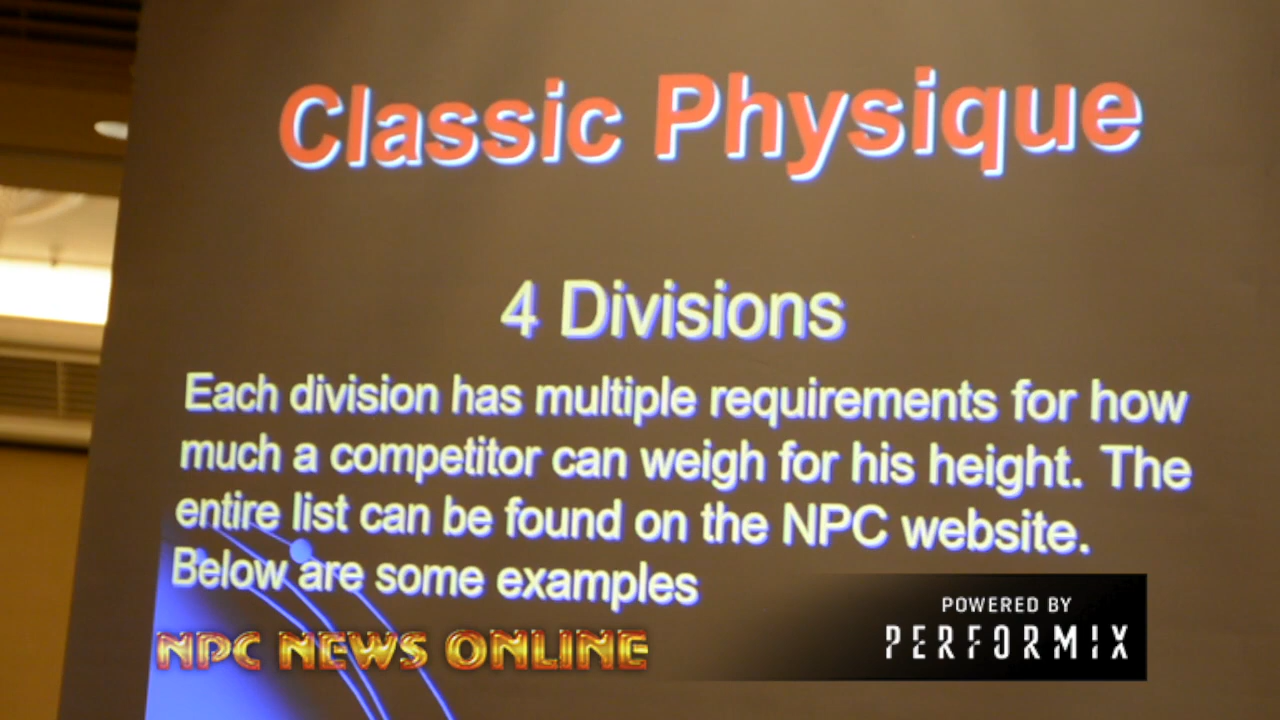 Classic Physique
4 Divisions
Each division has multiple requirements for how
much a competitor can weigh for his height. The
entire list can be found on the NPC website.
Below are some examples
NPC NEWS ONLINE
POWERED BY
PERFORMIX